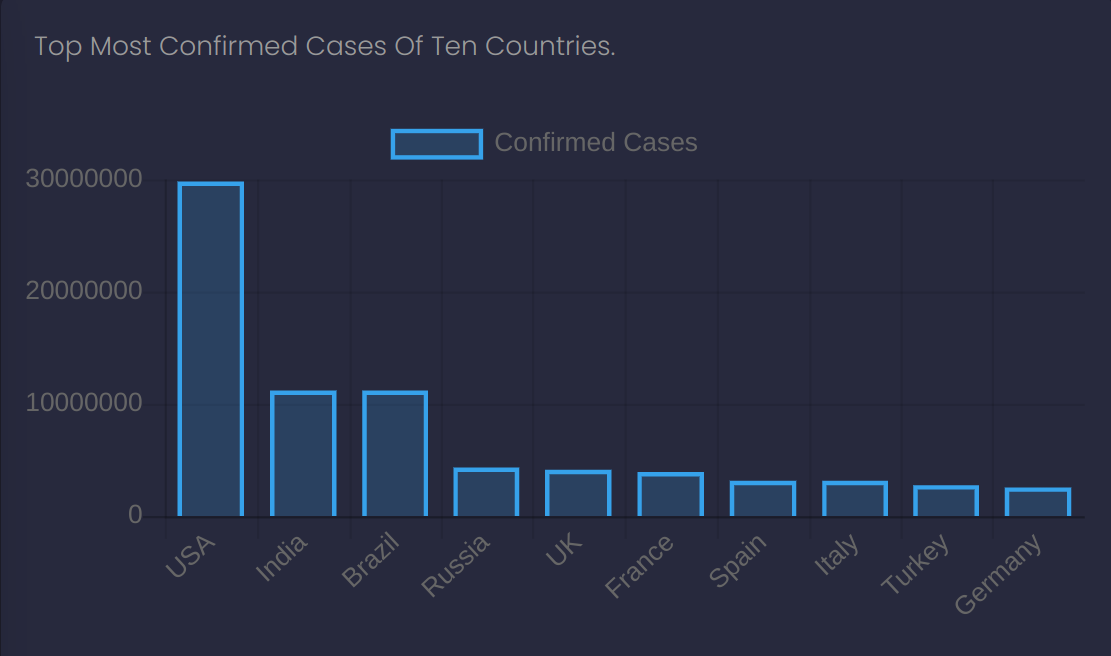 Top Most Confirmed Cases Of Ten Countries.
Confirmed Cases
30000000
20000000
10000000
0
USA
India
Brazil
Russia
UK
France
Spain
Italy
Turkey
Germany